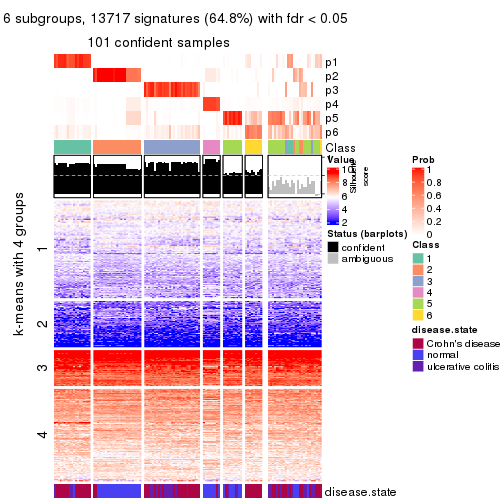 6 subgroups, 13717 signatures (64.8%) with fdr < 0.05
101 confident samples
p1
p2
p3
p4
p5
p6
Class
k-means with 4 groups
1
2
3
4
disease.state
Value
10
8
6
4
2
Silhouette
score
Status (barplots)
confident
ambiguous
Prob
1
0.8
0.6
0.4
0.2
0
Class
1
2
3
4
5
6
disease.state
Crohn's disease
normal
ulcerative colitis